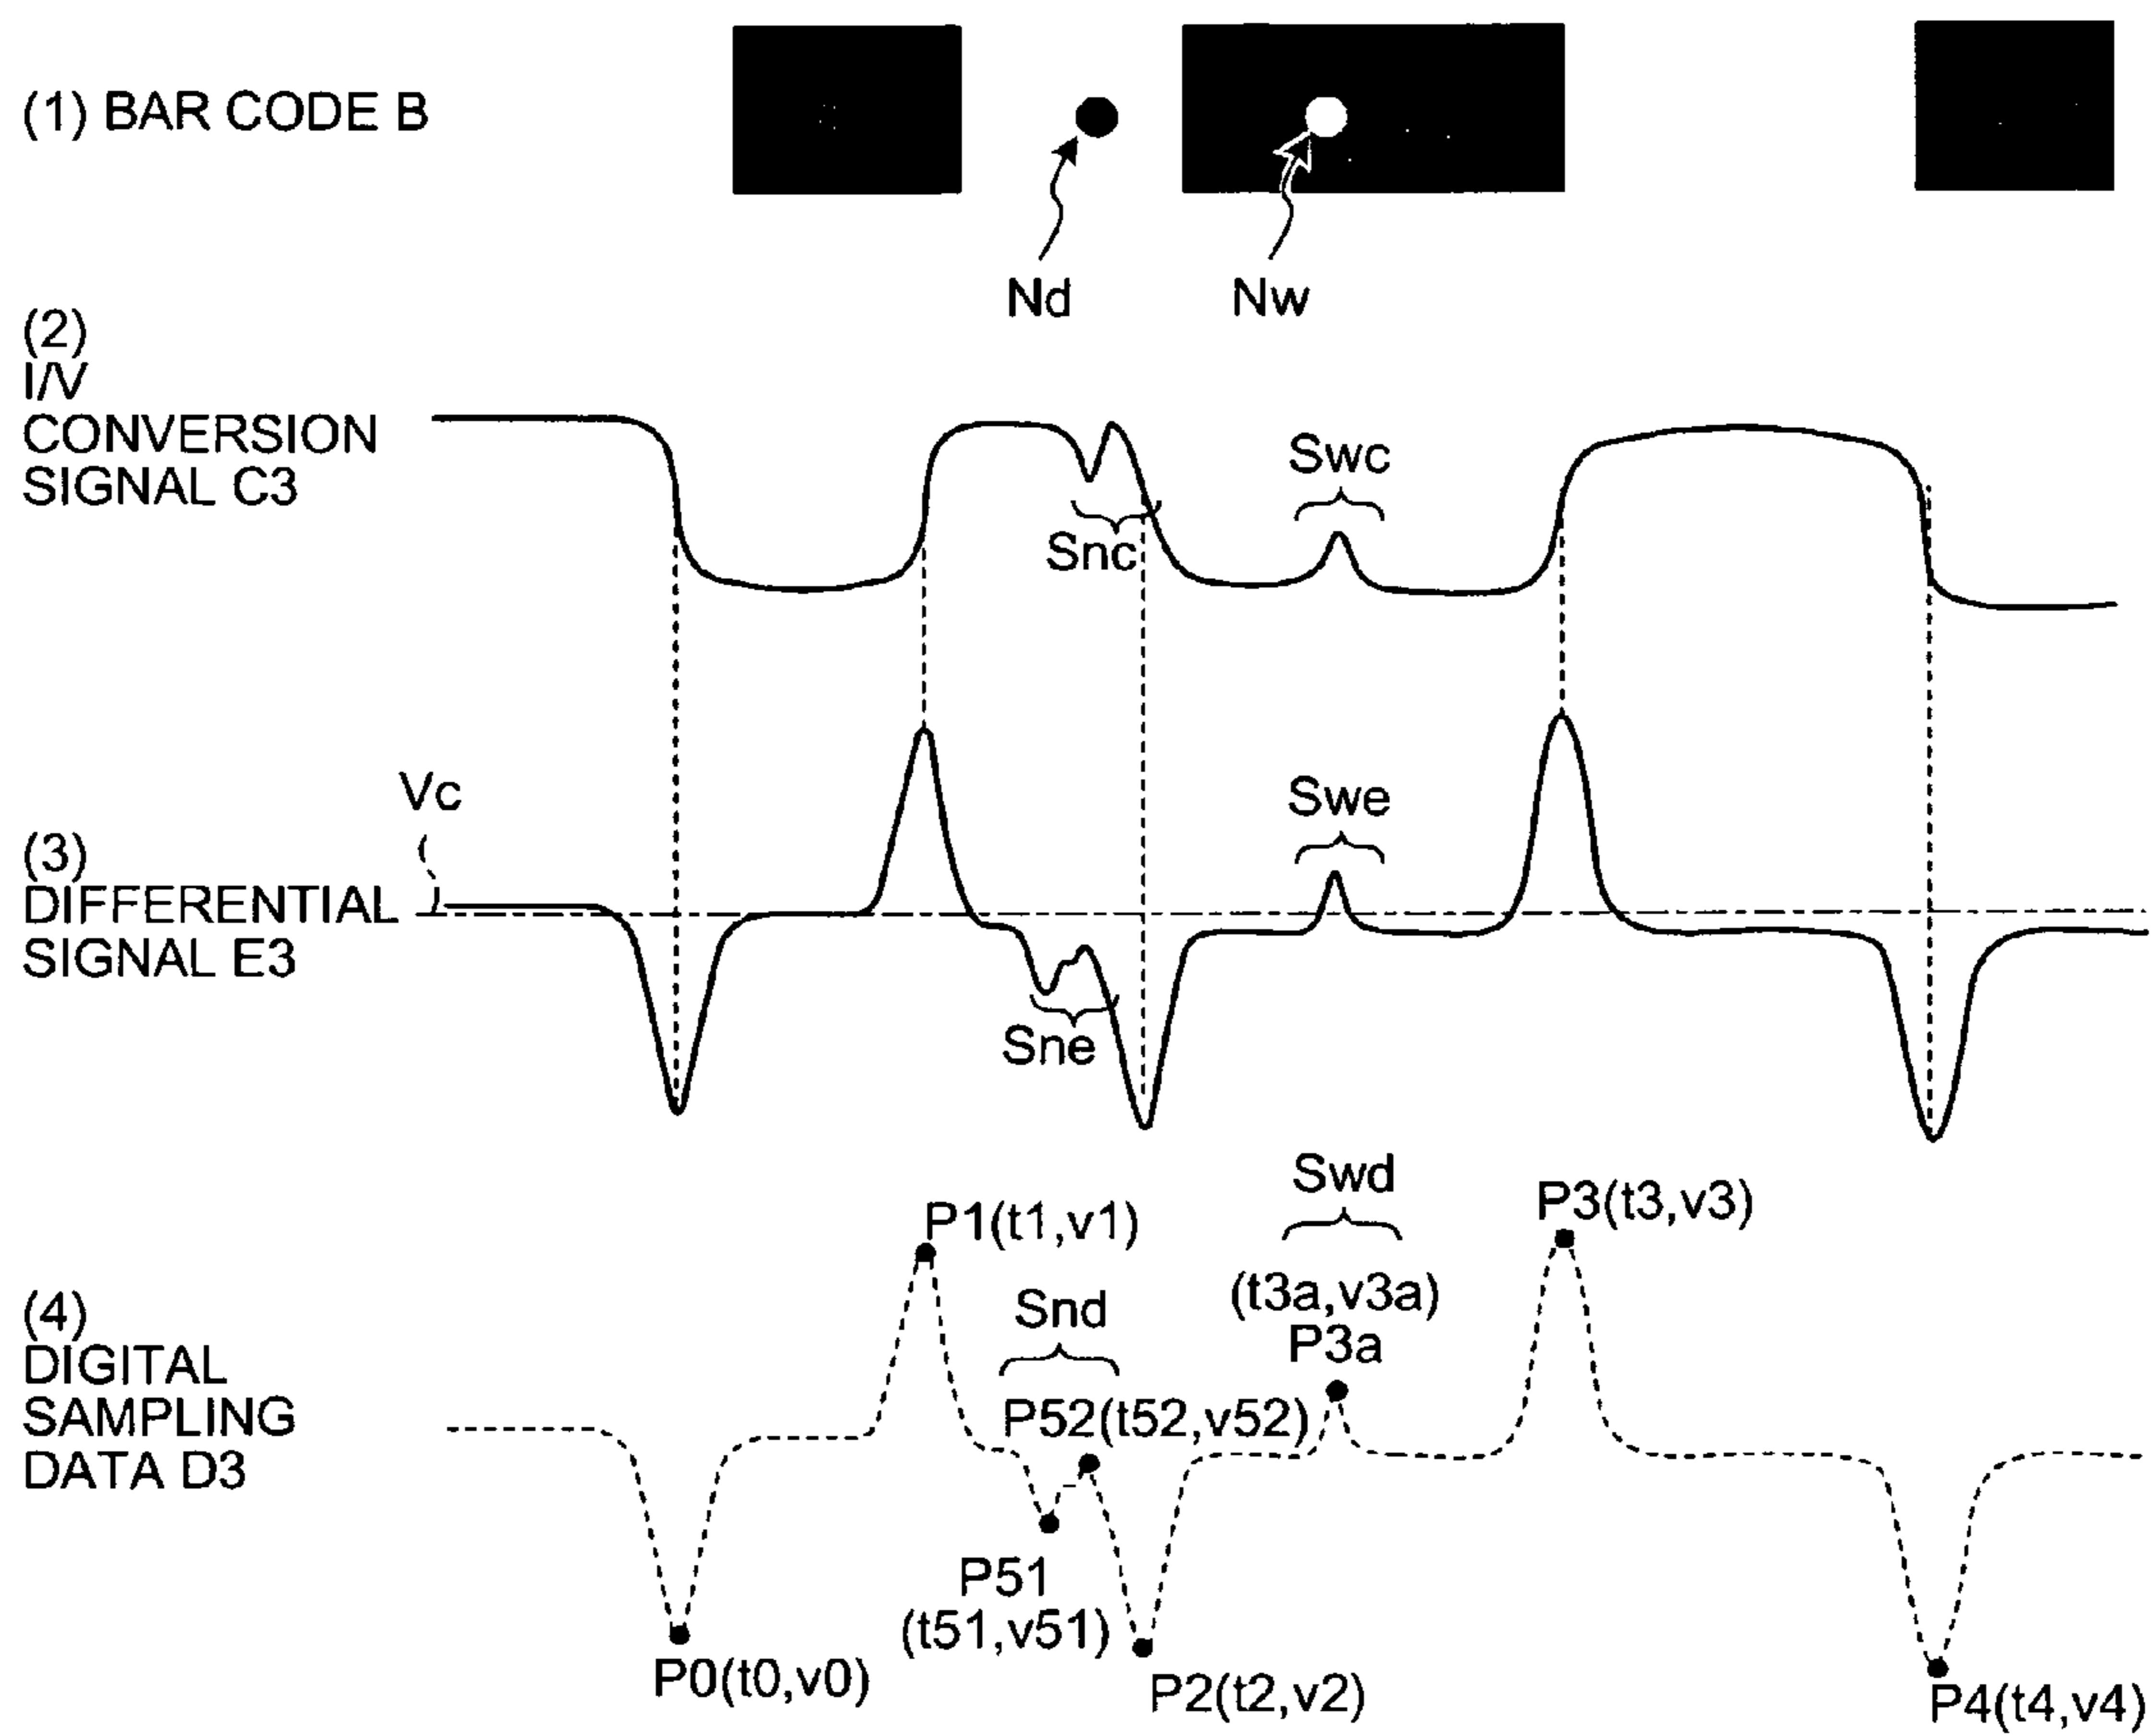 (1) BAR CODE B
Nd
Nw
(2)
I/V
CONVERSION
SIGNAL C3
Swc
Snc
Vc
Swe
(3)
DIFFERENTIAL
SIGNAL E3
Sne
Swd
P1(t1,v1)
P3(t3,v3)
(4)
DIGITAL
SAMPLING
DATA D3
Snd
(t3a,v3a)
P3a
P52(t52,v52)
P51
(t51,v51)
P0(t0,v0)
P2(t2,v2)
P4(t4,v4)